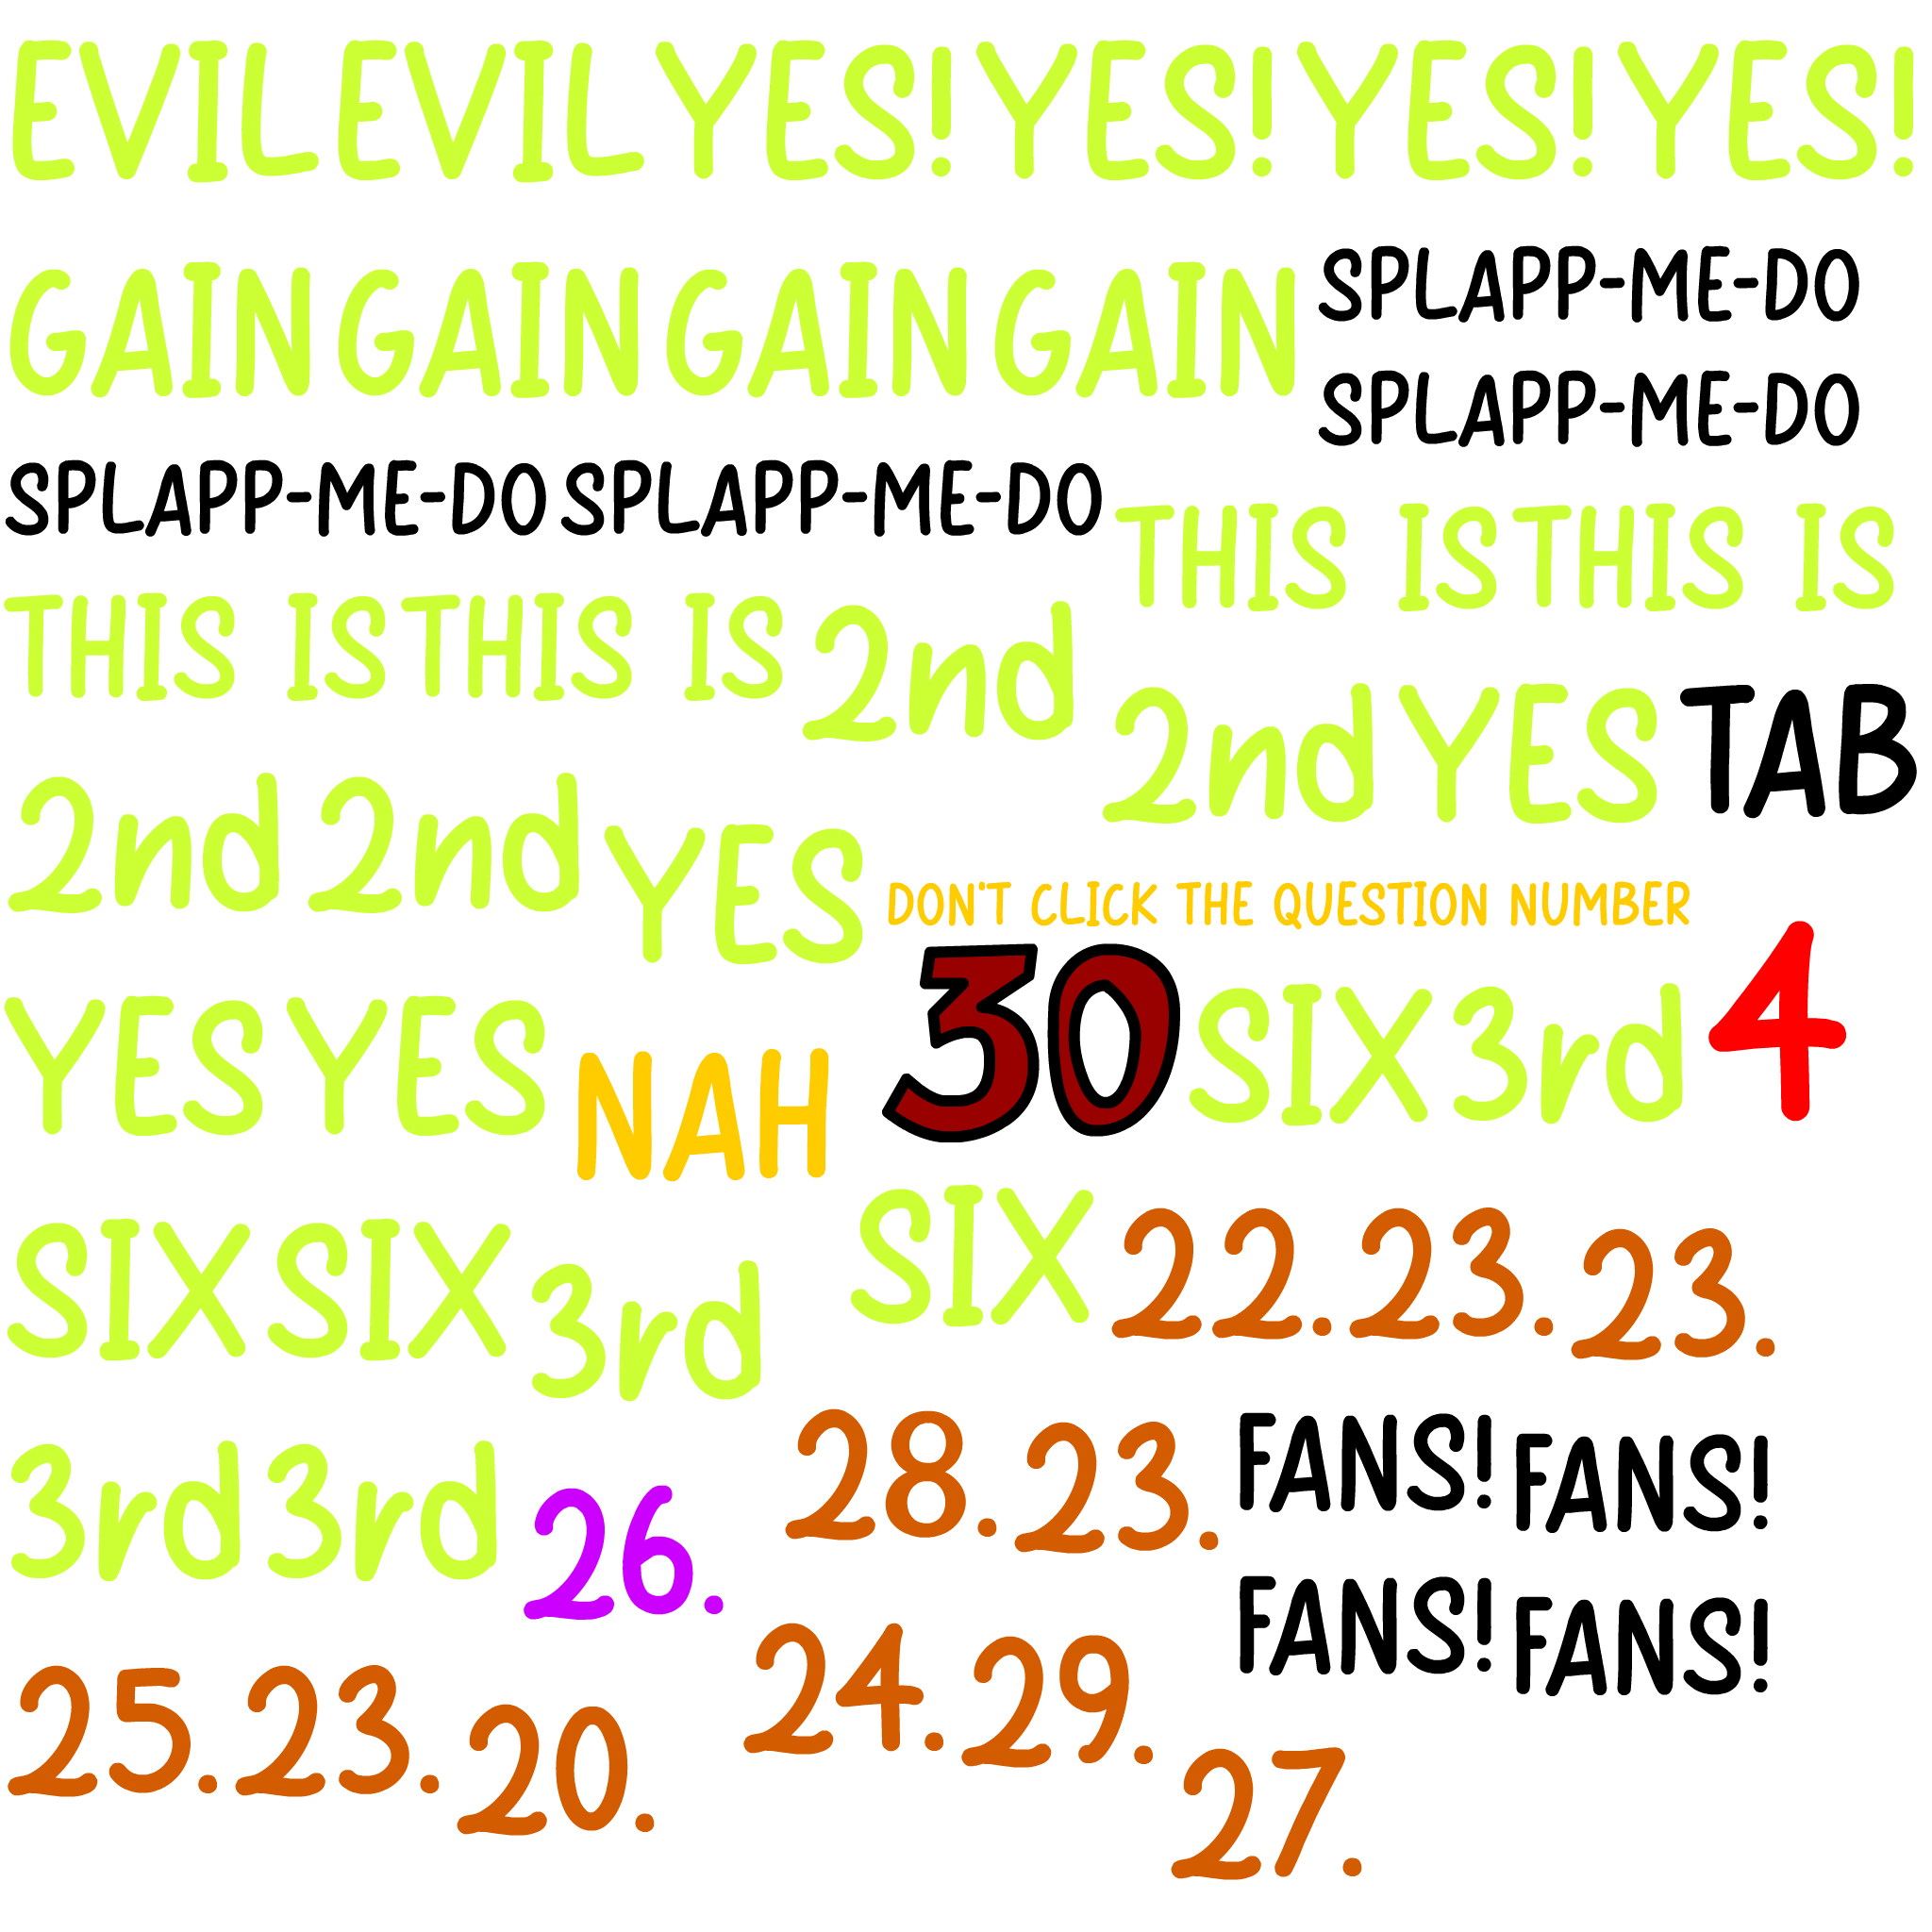 EVIL EVIL YES! YES! YES! YES!
GAIN GAIN GAIN GAIN SPLAPP-ME-DO
SPLAPP-ME-DO
SPLAPP-ME-DO SPLAPP-ME-DO
THIS IS THIS IS
THIS IS THIS IS 2nd
2nd YES TAB
2nd 2nd YES
DON'T CLICK THE QUESTION NUMBER
YES YES NAH 30 SIX 3rd 4
SIX SIX 3rd SIX 22. 23. 23.
3rd 3rd 26. 28. 23. FANS! FANS!
FANS! FANS!
25. 23. 20. 24. 29. 27.